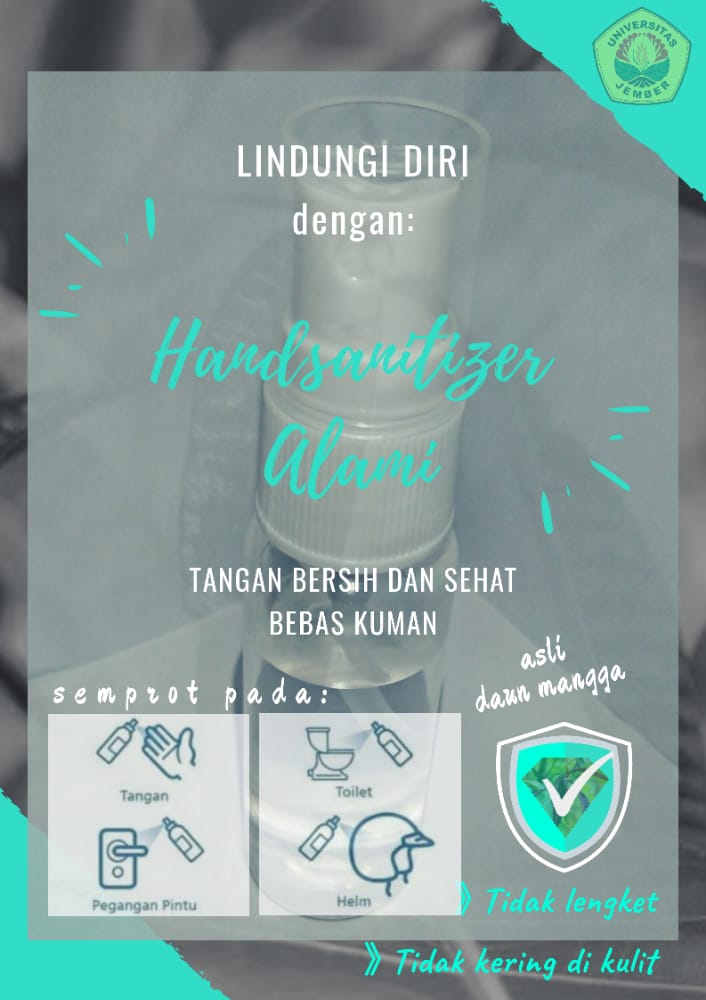 UNIVERSITAS
JEMBER
LINDUNGI DIRI
dengan:
Handsanitizer
Alami
TANGAN BERSIH DAN SEHAT
BEBAS KUMAN
asli
daun mangga
semprot pada:
Tangan
Toilet
Pegangan Pintu
Helm
》Tidak lengket
》Tidak kering di kulit